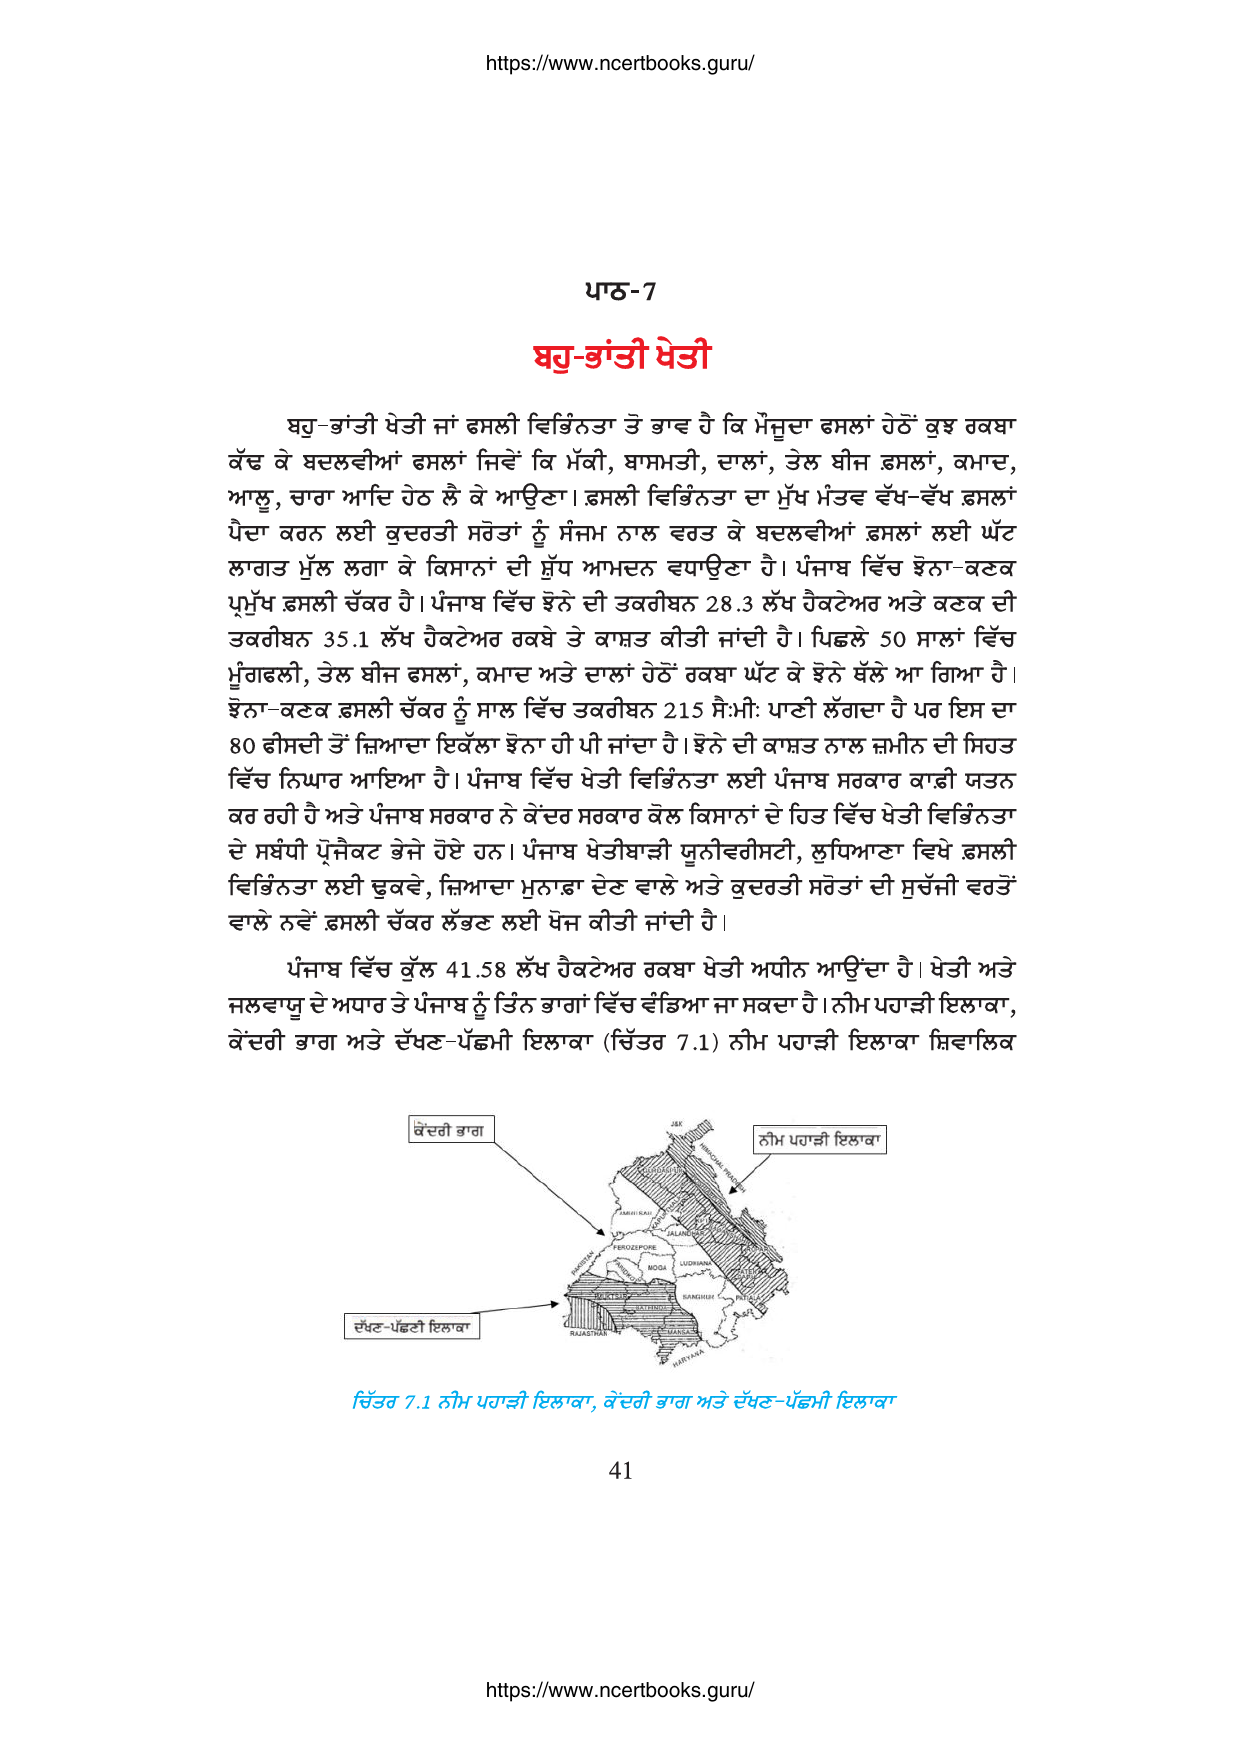 https://www.ncertbooks.guru/
ਪਾਠ-7
ਬਹੁ-ਭਾਂਤੀ ਖੇਤੀ
ਬਹੁ-ਭਾਂਤੀ ਖੇਤੀ ਜਾਂ ਫਸਲੀ ਵਿਭਿੰਨਤਾ ਤੋ ਭਾਵ ਹੈ ਕਿ ਮੌਜੂਦਾ ਫਸਲਾਂ ਹੇਠੋਂ ਕੁਝ ਰਕਬਾ
ਕੱਢ ਕੇ ਬਦਲਵੀਆਂ ਫਸਲਾਂ ਜਿਵੇਂ ਕਿ ਮੱਕੀ, ਬਾਸਮਤੀ, ਦਾਲਾਂ, ਤੇਲ ਬੀਜ ਫ਼ਸਲਾਂ, ਕਮਾਦ,
ਆਲੂ, ਚਾਰਾ ਆਦਿ ਹੇਠ ਲੈ ਕੇ ਆਉਣਾ। ਫ਼ਸਲੀ ਵਿਭਿੰਨਤਾ ਦਾ ਮੁੱਖ ਮੰਤਵ ਵੱਖ-ਵੱਖ ਫ਼ਸਲਾਂ
ਪੈਦਾ ਕਰਨ ਲਈ ਕੁਦਰਤੀ ਸਰੋਤਾਂ ਨੂੰ ਸੰਜਮ ਨਾਲ ਵਰਤ ਕੇ ਬਦਲਵੀਆਂ ਫ਼ਸਲਾਂ ਲਈ ਘੱਟ
ਲਾਗਤ ਮੁੱਲ ਲਗਾ ਕੇ ਕਿਸਾਨਾਂ ਦੀ ਸ਼ੁੱਧ ਆਮਦਨ ਵਧਾਉਣਾ ਹੈ। ਪੰਜਾਬ ਵਿੱਚ ਝੋਨਾ-ਕਣਕ
ਪ੍ਰਮੁੱਖ ਫ਼ਸਲੀ ਚੱਕਰ ਹੈ। ਪੰਜਾਬ ਵਿੱਚ ਝੋਨੇ ਦੀ ਤਕਰੀਬਨ 28.3 ਲੱਖ ਹੈਕਟੇਅਰ ਅਤੇ ਕਣਕ ਦੀ
ਤਕਰੀਬਨ 35.1 ਲੱਖ ਹੈਕਟੇਅਰ ਰਕਬੇ ਤੇ ਕਾਸ਼ਤ ਕੀਤੀ ਜਾਂਦੀ ਹੈ। ਪਿਛਲੇ 50 ਸਾਲਾਂ ਵਿੱਚ
ਮੂੰਗਫਲੀ, ਤੇਲ ਬੀਜ ਫਸਲਾਂ, ਕਮਾਦ ਅਤੇ ਦਾਲਾਂ ਹੇਠੋਂ ਰਕਬਾ ਘੱਟ ਕੇ ਝੋਨੇ ਥੱਲੇ ਆ ਗਿਆ ਹੈ।
ਝੋਨਾ-ਕਣਕ ਫ਼ਸਲੀ ਚੱਕਰ ਨੂੰ ਸਾਲ ਵਿੱਚ ਤਕਰੀਬਨ 215 ਸੈਃਮੀਃ ਪਾਣੀ ਲੱਗਦਾ ਹੈ ਪਰ ਇਸ ਦਾ
80 ਫੀਸਦੀ ਤੋਂ ਜ਼ਿਆਦਾ ਇਕੱਲਾ ਝੋਨਾ ਹੀ ਪੀ ਜਾਂਦਾ ਹੈ। ਝੋਨੇ ਦੀ ਕਾਸ਼ਤ ਨਾਲ ਜ਼ਮੀਨ ਦੀ ਸਿਹਤ
ਵਿੱਚ ਨਿਘਾਰ ਆਇਆ ਹੈ। ਪੰਜਾਬ ਵਿੱਚ ਖੇਤੀ ਵਿਭਿੰਨਤਾ ਲਈ ਪੰਜਾਬ ਸਰਕਾਰ ਕਾਫ਼ੀ ਯਤਨ
ਕਰ ਰਹੀ ਹੈ ਅਤੇ ਪੰਜਾਬ ਸਰਕਾਰ ਨੇ ਕੇਂਦਰ ਸਰਕਾਰ ਕੋਲ ਕਿਸਾਨਾਂ ਦੇ ਹਿਤ ਵਿੱਚ ਖੇਤੀ ਵਿਭਿੰਨਤਾ
ਦੇ ਸਬੰਧੀ ਪ੍ਰੋਜੈਕਟ ਭੇਜੇ ਹੋਏ ਹਨ। ਪੰਜਾਬ ਖੇਤੀਬਾੜੀ ਯੂਨੀਵਰੀਸਟੀ, ਲੁਧਿਆਣਾ ਵਿਖੇ ਫ਼ਸਲੀ
ਵਿਭਿੰਨਤਾ ਲਈ ਢੁਕਵੇ, ਜ਼ਿਆਦਾ ਮੁਨਾਫ਼ਾ ਦੇਣ ਵਾਲੇ ਅਤੇ ਕੁਦਰਤੀ ਸਰੋਤਾਂ ਦੀ ਸੁਚੱਜੀ ਵਰਤੋਂ
ਵਾਲੇ ਨਵੇਂ ਫ਼ਸਲੀ ਚੱਕਰ ਲੱਭਣ ਲਈ ਖੋਜ ਕੀਤੀ ਜਾਂਦੀ ਹੈ।
ਪੰਜਾਬ ਵਿੱਚ ਕੁੱਲ 41.58 ਲੱਖ ਹੈਕਟੇਅਰ ਰਕਬਾ ਖੇਤੀ ਅਧੀਨ ਆਉਂਦਾ ਹੈ। ਖੇਤੀ ਅਤੇ
ਜਲਵਾਯੂ ਦੇ ਅਧਾਰ ਤੇ ਪੰਜਾਬ ਨੂੰ ਤਿੰਨ ਭਾਗਾਂ ਵਿੱਚ ਵੰਡਿਆ ਜਾ ਸਕਦਾ ਹੈ। ਨੀਮ ਪਹਾੜੀ ਇਲਾਕਾ,
ਕੇਂਦਰੀ ਭਾਗ ਅਤੇ ਦੱਖਣ-ਪੱਛਮੀ ਇਲਾਕਾ (ਚਿੱਤਰ 7.1) ਨੀਮ ਪਹਾੜੀ ਇਲਾਕਾ ਸ਼ਿਵਾਲਿਕ
ਕੇਂਦਰੀ ਭਾਗ
ਨੀਮ ਪਹਾੜੀ ਇਲਾਕਾ
J&K
HIMACHAL PRADESH
JALANDHAR
FEROZEPORE
PAKISTAN
MOGA
LUDHIANA
SANGRUR
PATIALA
MUKTSAR
BATHINDA
MANSA
RAJASTHAN
HARYANA
ਦੱਖਣ-ਪੱਛਣੀ ਇਲਾਕਾ
ਚਿੱਤਰ 7.1 ਨੀਮ ਪਹਾੜੀ ਇਲਾਕਾ, ਕੇਂਦਰੀ ਭਾਗ ਅਤੇ ਦੱਖਣ-ਪੱਛਮੀ ਇਲਾਕਾ
41
https://www.ncertbooks.guru/